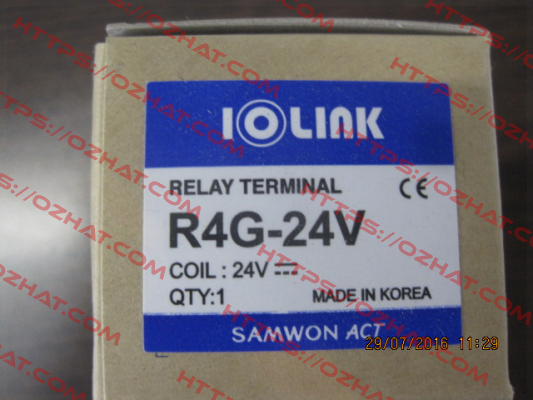 IOLINK
RELAY TERMINAL CE
R4G-24V
COIL : 24V ⎓
QTY:1 MADE IN KOREA
SAMWON ACT
29/07/2016 11:29
HTTPS://OZHAT.COM